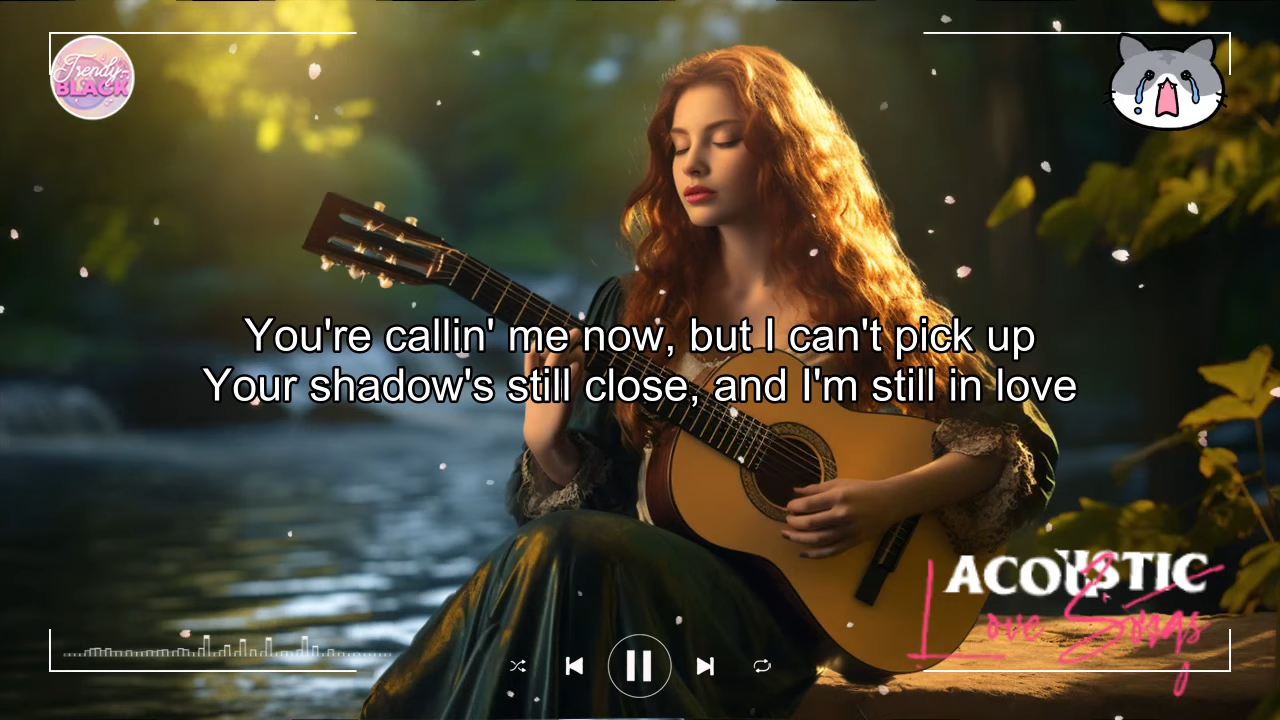 Trendy
BLACK
You're callin' me now, but I can't pick up
Your shadow's still close, and I'm still in love
ACOUSTIC
Love Songs